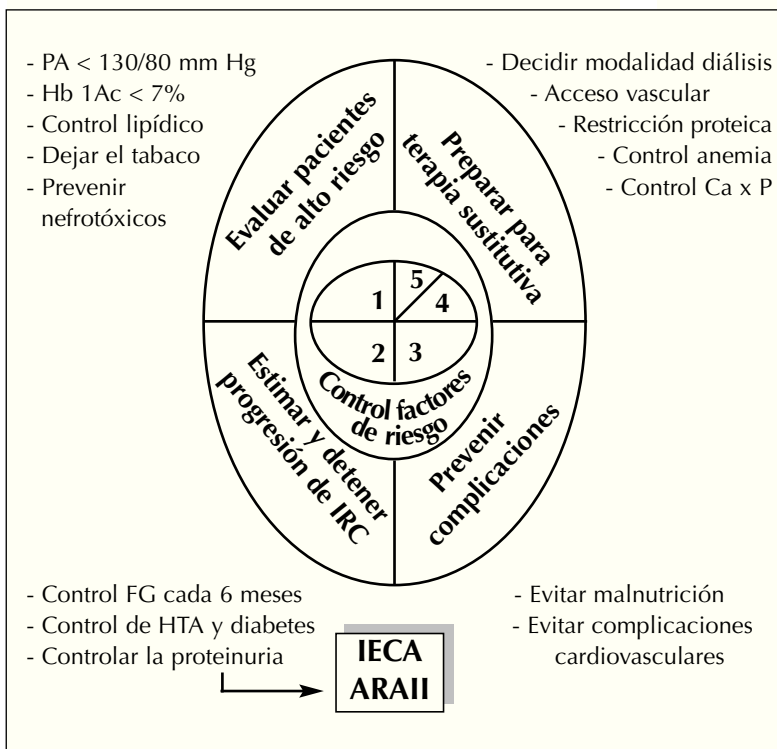 - PA < 130/80 mm Hg
- Hb 1Ac < 7%
- Control lipídico
- Dejar el tabaco
- Prevenir
nefrotóxicos
- Decidir modalidad diálisis
- Acceso vascular
- Restricción proteica
- Control anemia
- Control Ca x P
Evaluar pacientes
de alto riesgo
Preparar para
terapia sustitutiva
1
5
4
2
3
Control factores
de riesgo
Estimar y detener
progresión de IRC
Prevenir
complicaciones
- Control FG cada 6 meses
- Control de HTA y diabetes
- Controlar la proteinuria
IECA
ARAII
- Evitar malnutrición
- Evitar complicaciones
cardiovasculares